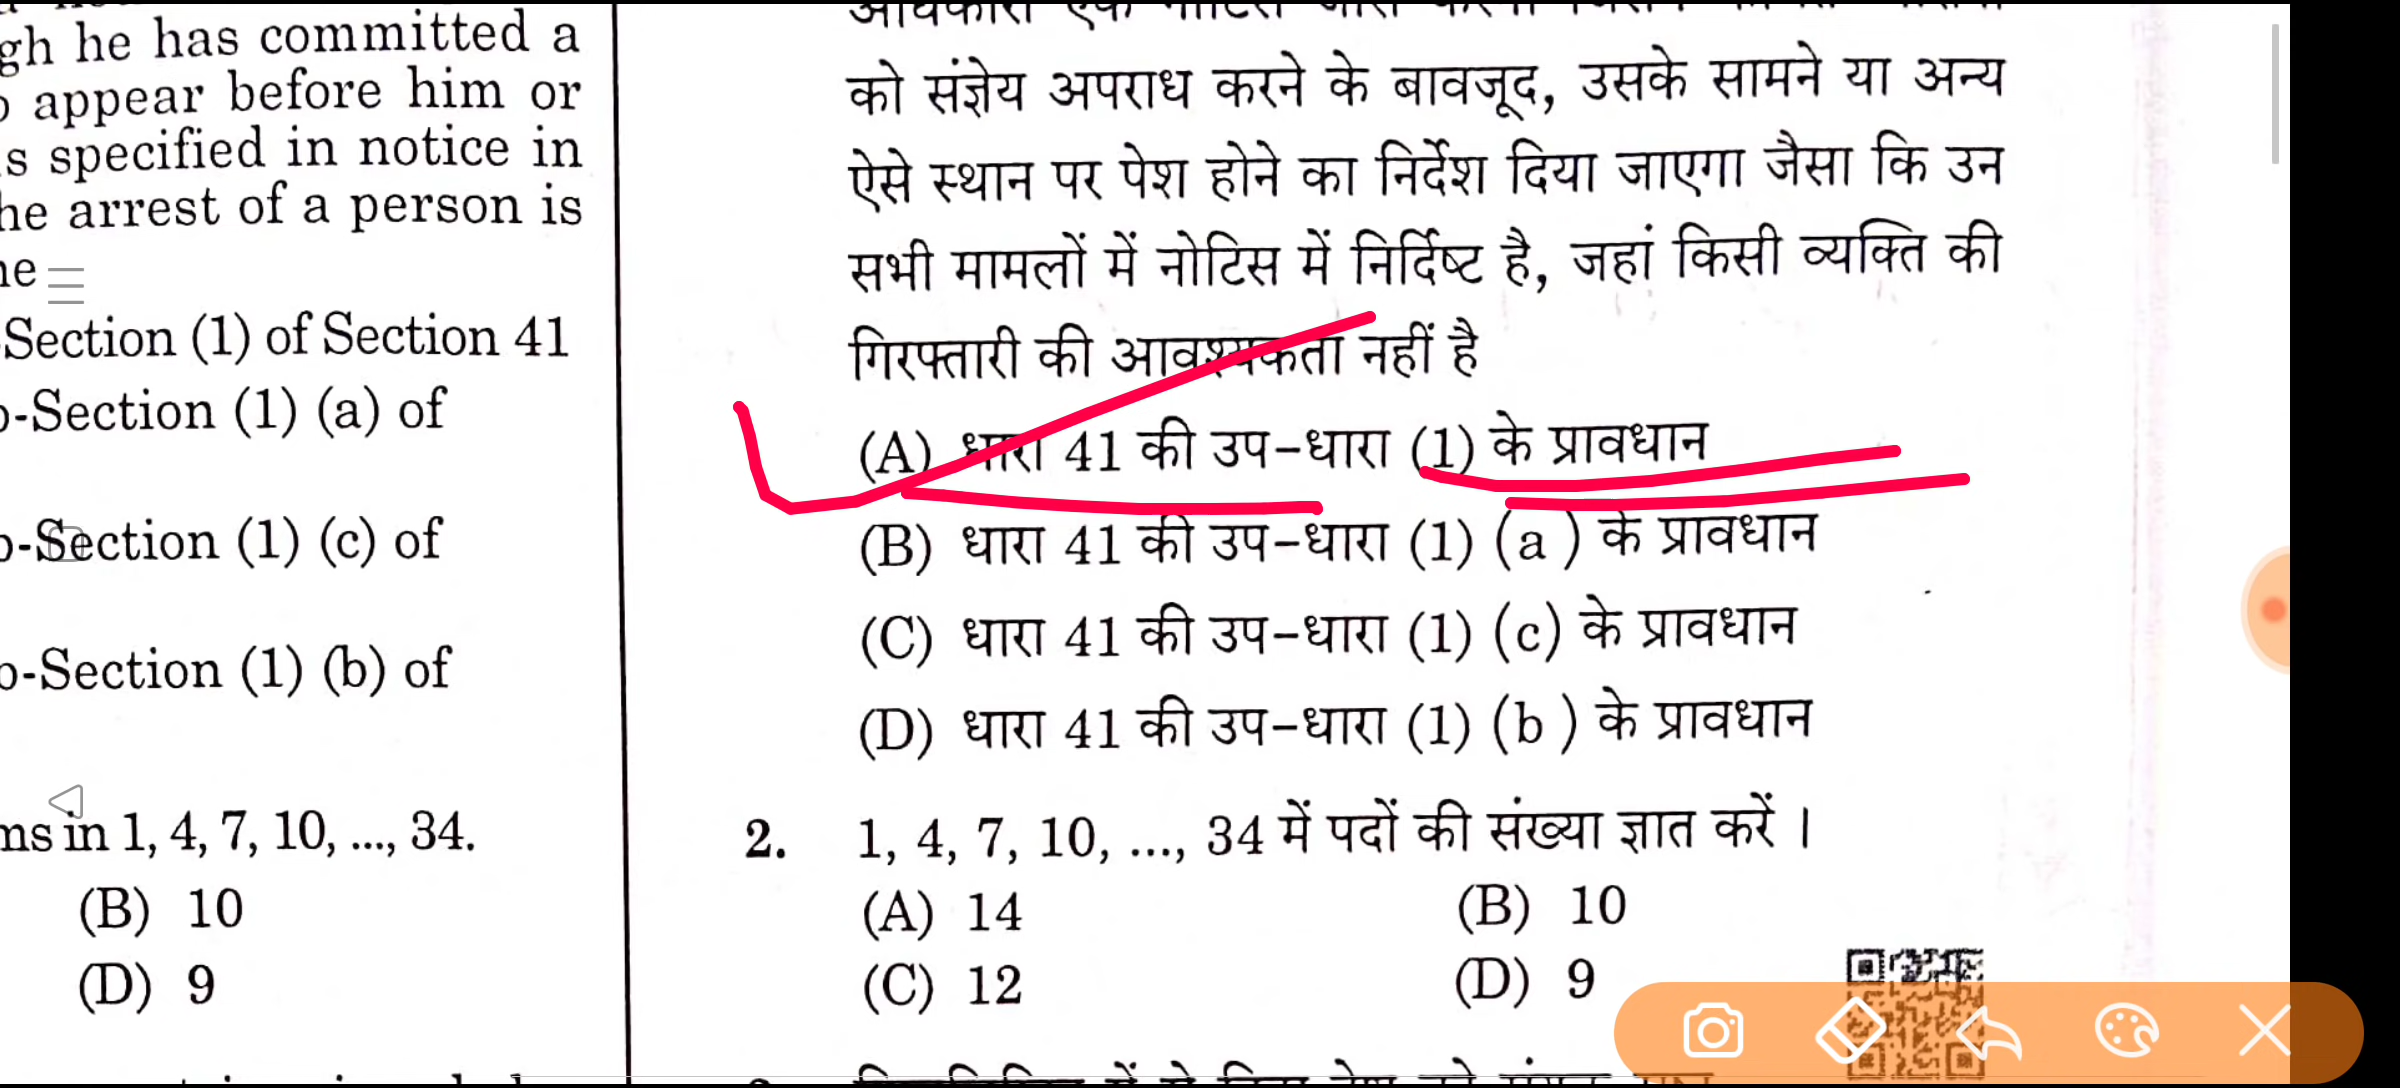 gh he has committed a
appear before him or
s specified in notice in
he arrest of a person is
Section (1) of Section 41
-Section (1) (a) of
-Section (1) (c) of
-Section (1) (b) of
in 1, 4, 7, 10, ..., 34.
(B) 10
(D) 9
को संज्ञेय अपराध करने के बावजूद, उसके सामने या अन्य
ऐसे स्थान पर पेश होने का निर्देश दिया जाएगा जैसा कि उन
सभी मामलों में नोटिस में निर्दिष्ट है, जहां किसी व्यक्ति की
गिरफ्तारी की आवश्यकता नहीं है
(A) धारा 41 की उप-धारा (1) के प्रावधान
(B) धारा 41 की उप-धारा (1) (a ) के प्रावधान
(C) धारा 41 की उप-धारा (1) (c) के प्रावधान
(D) धारा 41 की उप-धारा (1) (b ) के प्रावधान
2. 1, 4, 7, 10, ..., 34 में पदों की संख्या ज्ञात करें ।
(A) 14 (B) 10
(C) 12 (D) 9